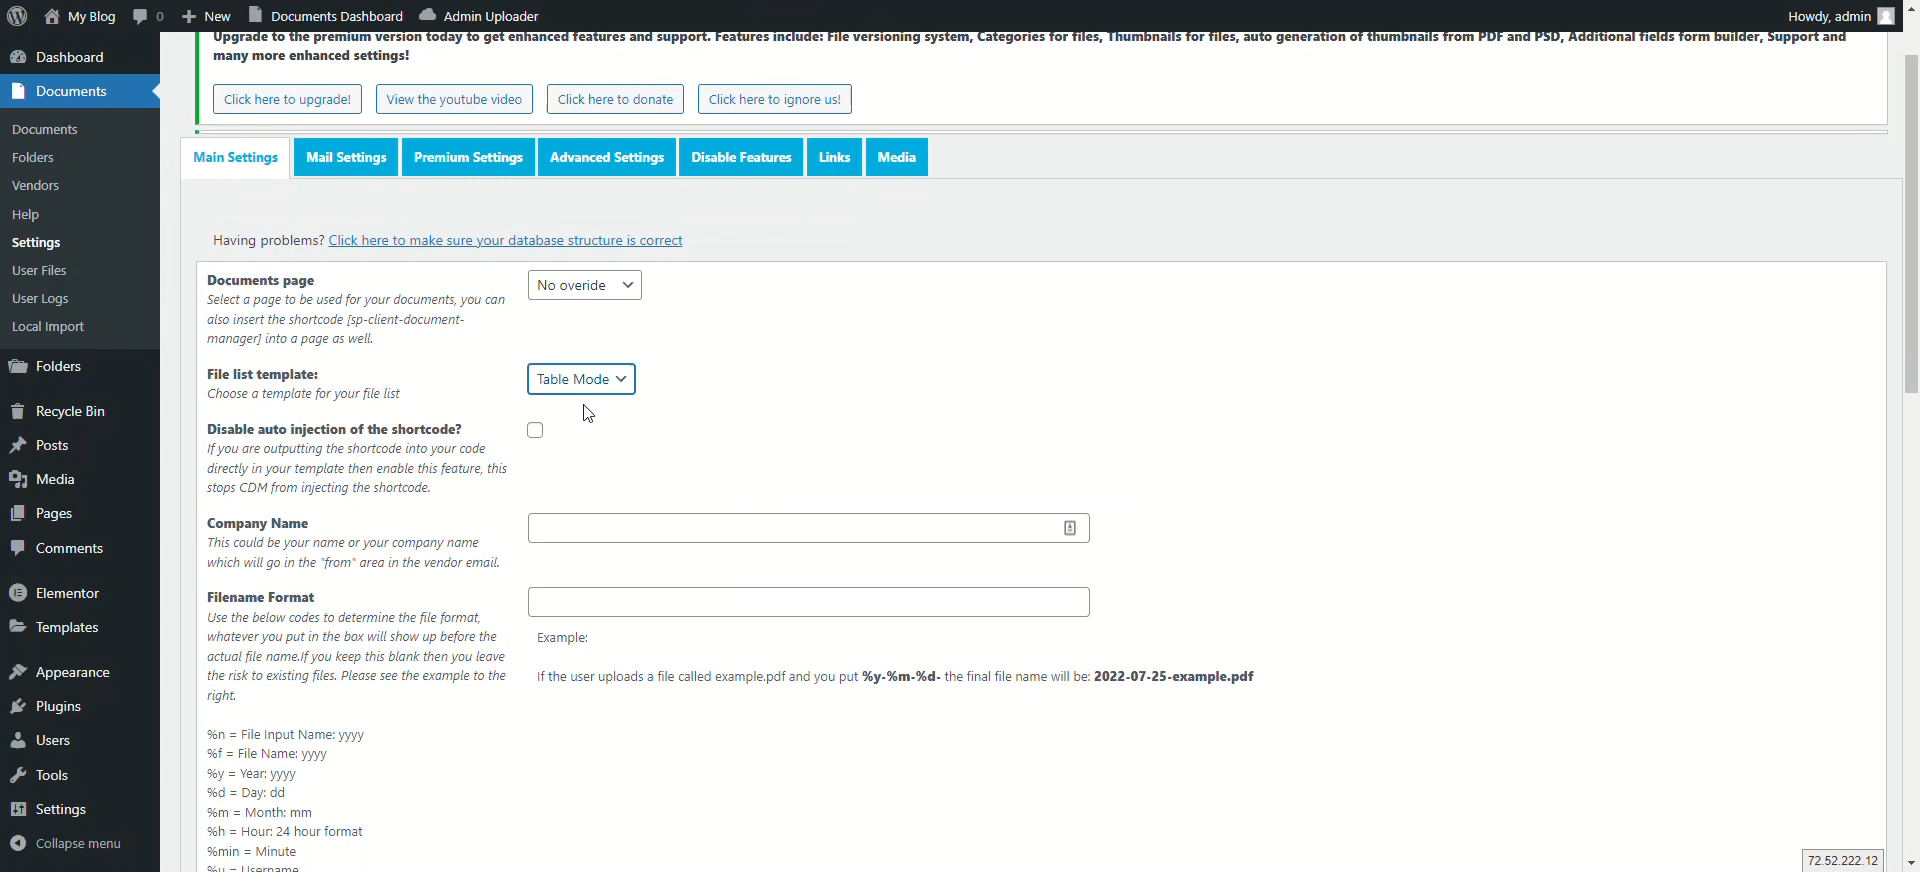 My Blog
0
New
Documents Dashboard
Admin Uploader
Howdy, admin
Dashboard
Documents
Documents
Folders
Vendors
Help
Settings
User Files
User Logs
Local Import
Folders
Recycle Bin
Posts
Media
Pages
Comments
Elementor
Templates
Appearance
Plugins
Users
Tools
Settings
Collapse menu
Upgrade to the premium version today to get enhanced features and support. Features include: File versioning system, Categories for files, Thumbnails for files, auto generation of thumbnails from PDF and PSD, Additional fields form builder, Support and
many more enhanced settings!
Click here to upgrade!
View the youtube video
Click here to donate
Click here to ignore us!
Main Settings
Mail Settings
Premium Settings
Advanced Settings
Disable Features
Links
Media
Having problems? Click here to make sure your database structure is correct
Documents page
Select a page to be used for your documents, you can
also insert the shortcode [sp-client-document-
manager] into a page as well.
No overide
File list template:
Choose a template for your file list
Table Mode
Disable auto injection of the shortcode?
If you are outputting the shortcode into your code
directly in your template then enable this feature, this
stops CDM from injecting the shortcode.
Company Name
This could be your name or your company name
which will go in the "from" area in the vendor email.
Filename Format
Use the below codes to determine the file format,
whatever you put in the box will show up before the
actual file name.If you keep this blank then you leave
the risk to existing files. Please see the example to the
right.
Example:
If the user uploads a file called example.pdf and you put %y-%m-%d- the final file name will be: 2022-07-25-example.pdf
%n = File Input Name: yyyy
%f = File Name: yyyy
%y = Year: yyyy
%d = Day: dd
%m = Month: mm
%h = Hour: 24 hour format
%min = Minute
%u = Username
72.52.222.12